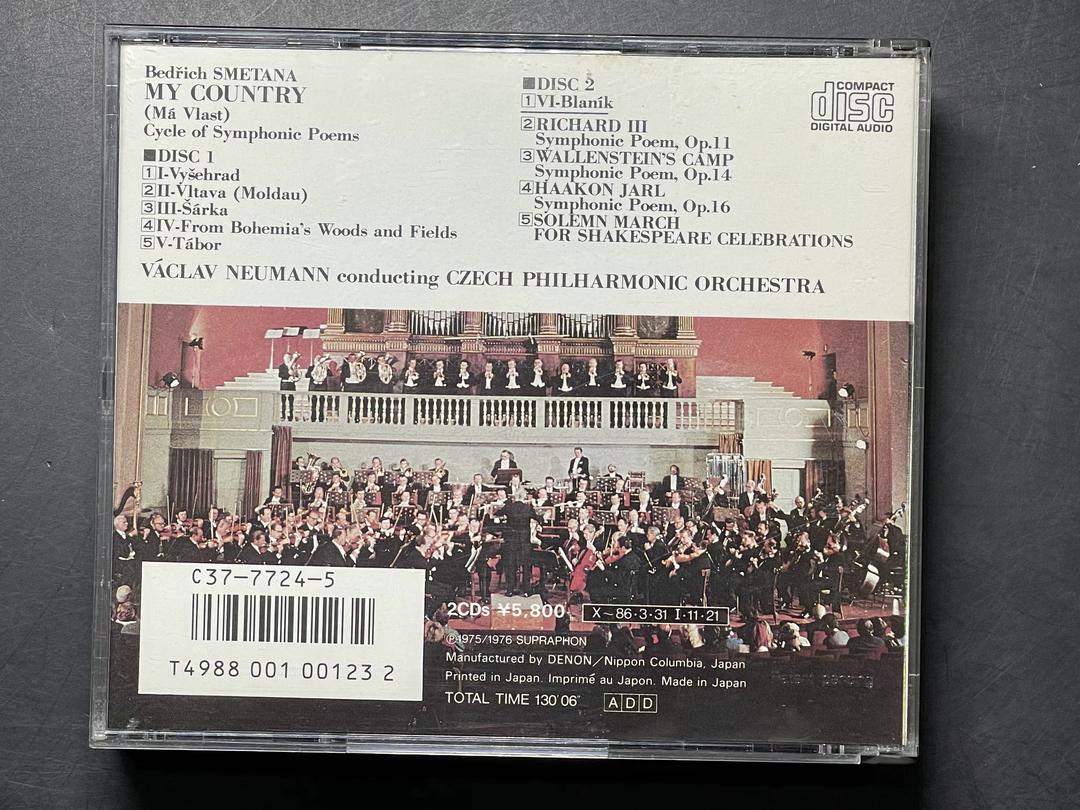 Bedřich SMETANA
MY COUNTRY
(Má Vlast)
Cycle of Symphonic Poems
■DISC 1
1 I-Vyšehrad
2 II-Vltava (Moldau)
3 III-Šárka
4 IV-From Bohemia's Woods and Fields
5 V-Tábor
■DISC 2
1 VI-Blaník
2 RICHARD III
Symphonic Poem, Op.11
3 WALLENSTEIN'S CAMP
Symphonic Poem, Op.14
4 HAAKON JARL
Symphonic Poem, Op.16
5 SOLEMN MARCH
FOR SHAKESPEARE CELEBRATIONS
COMPACT
disc
DIGITAL AUDIO
VÁCLAV NEUMANN conducting CZECH PHILHARMONIC ORCHESTRA
C37-7724-5
T4988 001 00123 2
2CDs ¥5,800 X~86·3·31 I·11·21
℗1975/1976 SUPRAPHON
Manufactured by DENON/Nippon Columbia, Japan
Printed in Japan. Imprimé au Japon. Made in Japan
TOTAL TIME 130′06″ ADD